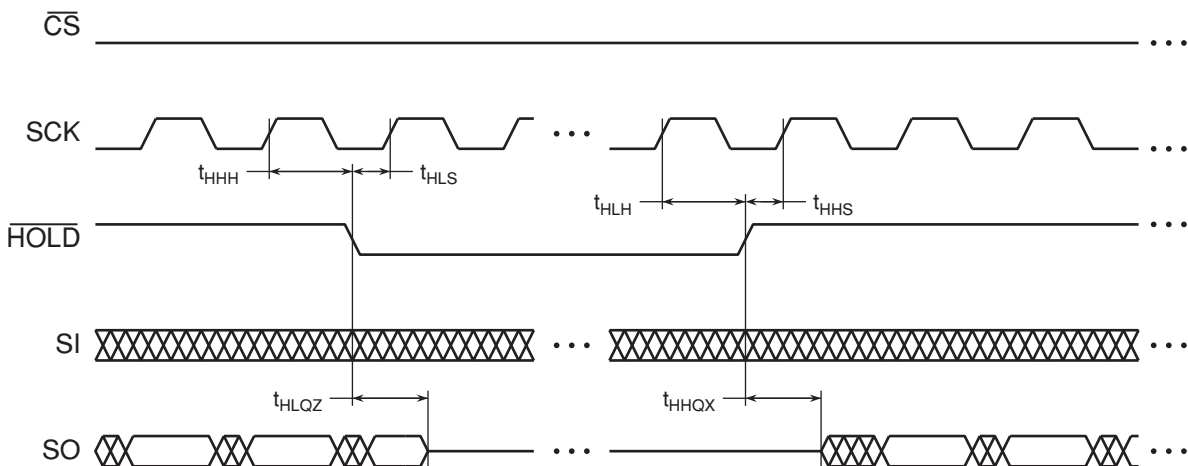 CS
SCK
tHHH
tHLS
tHLH
tHHS
HOLD
SI
tHLQZ
tHHQX
SO